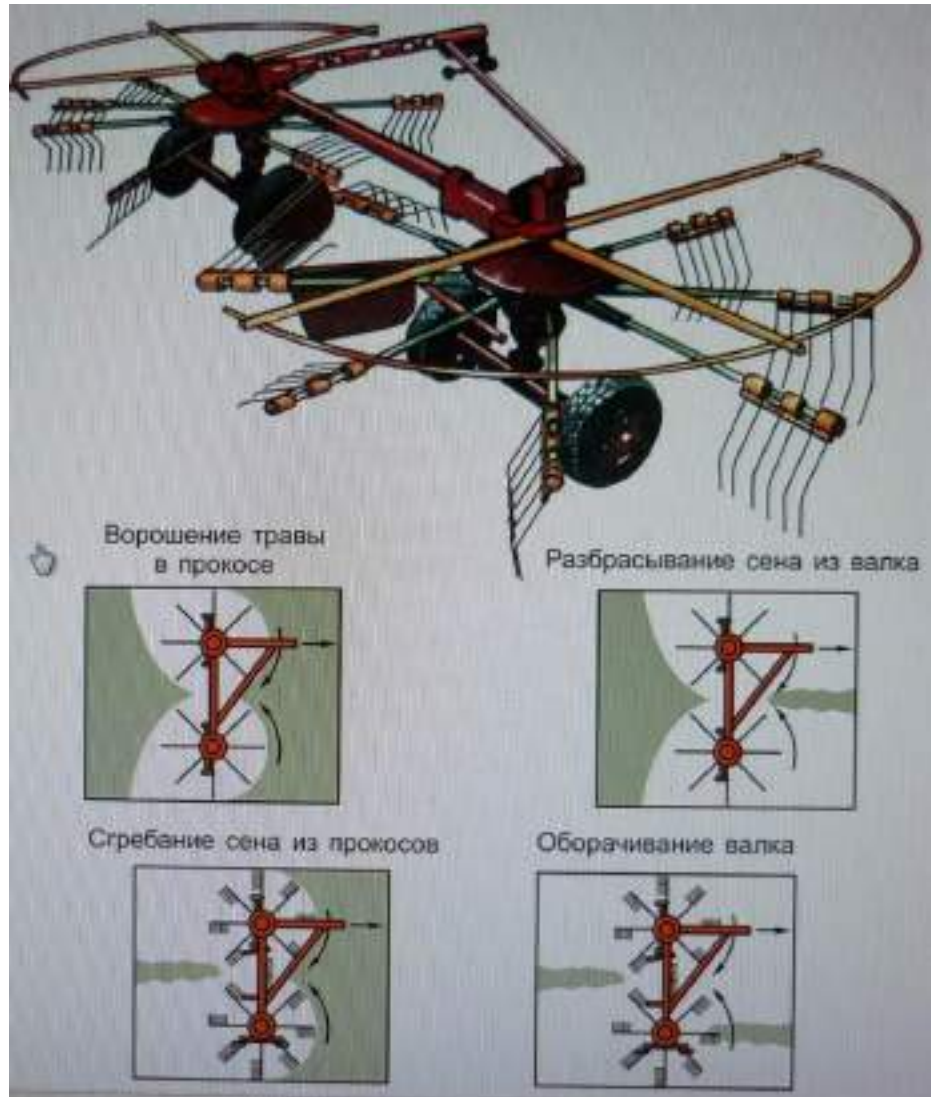 Ворошение травы
в прокосе
Разбрасывание сена из валка
Сгребание сена из прокосов
Оборачивание валка